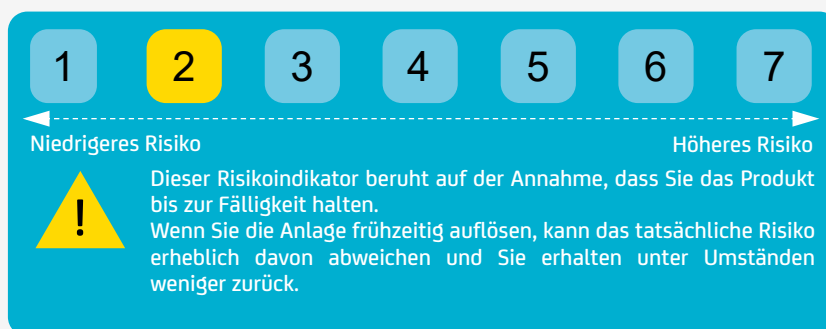 1 2 3 4 5 6 7
Niedrigeres Risiko Höheres Risiko
!
Dieser Risikoindikator beruht auf der Annahme, dass Sie das Produkt
bis zur Fälligkeit halten.
Wenn Sie die Anlage frühzeitig auflösen, kann das tatsächliche Risiko
erheblich davon abweichen und Sie erhalten unter Umständen
weniger zurück.